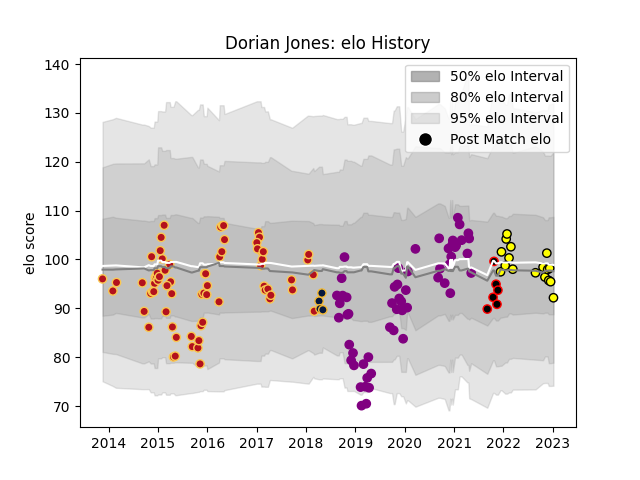 Dorian Jones: elo History
50% elo Interval
80% elo Interval
95% elo Interval
Post Match elo
elo score
140
130
120
110
100
90
80
70
2014 2015 2016 2017 2018 2019 2020 2021 2022 2023